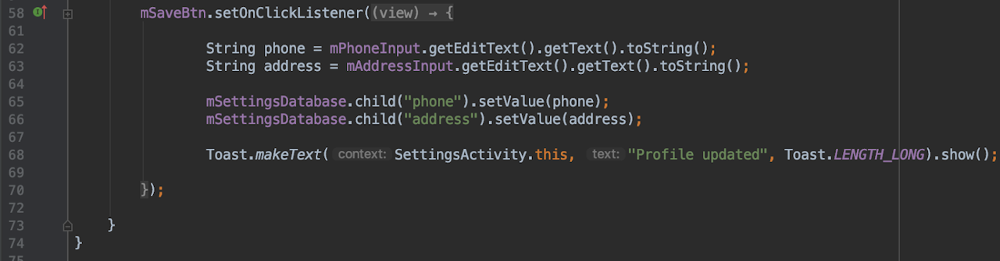 58 mSaveBtn.setOnClickListener((view) → {
61
62 String phone = mPhoneInput.getEditText().getText().toString();
63 String address = mAddressInput.getEditText().getText().toString();
64
65 mSettingsDatabase.child("phone").setValue(phone);
66 mSettingsDatabase.child("address").setValue(address);
67
68 Toast.makeText( context: SettingsActivity.this, text: "Profile updated", Toast.LENGTH_LONG).show();
69
70 });
72
73 }
74 }
75